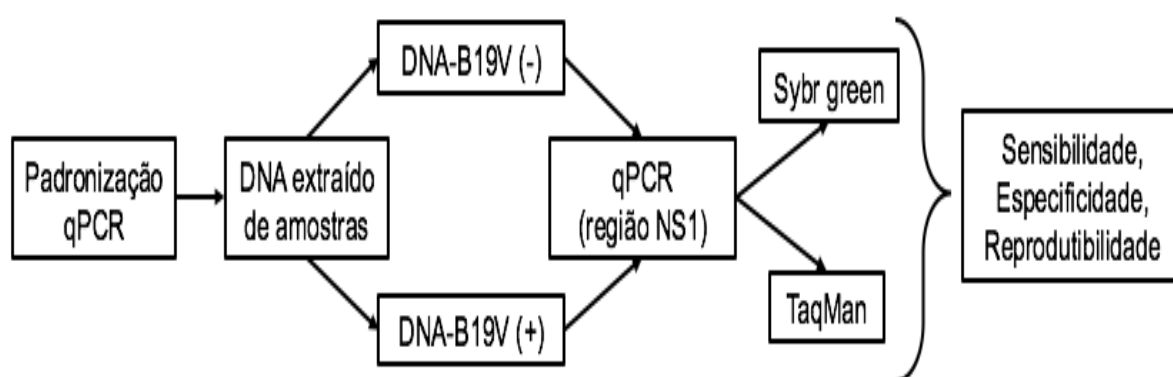 Padronização
qPCR
DNA extraído
de amostras
DNA-B19V (-)
DNA-B19V (+)
qPCR
(região NS1)
Sybr green
TaqMan
Sensibilidade,
Especificidade,
Reprodutibilidade